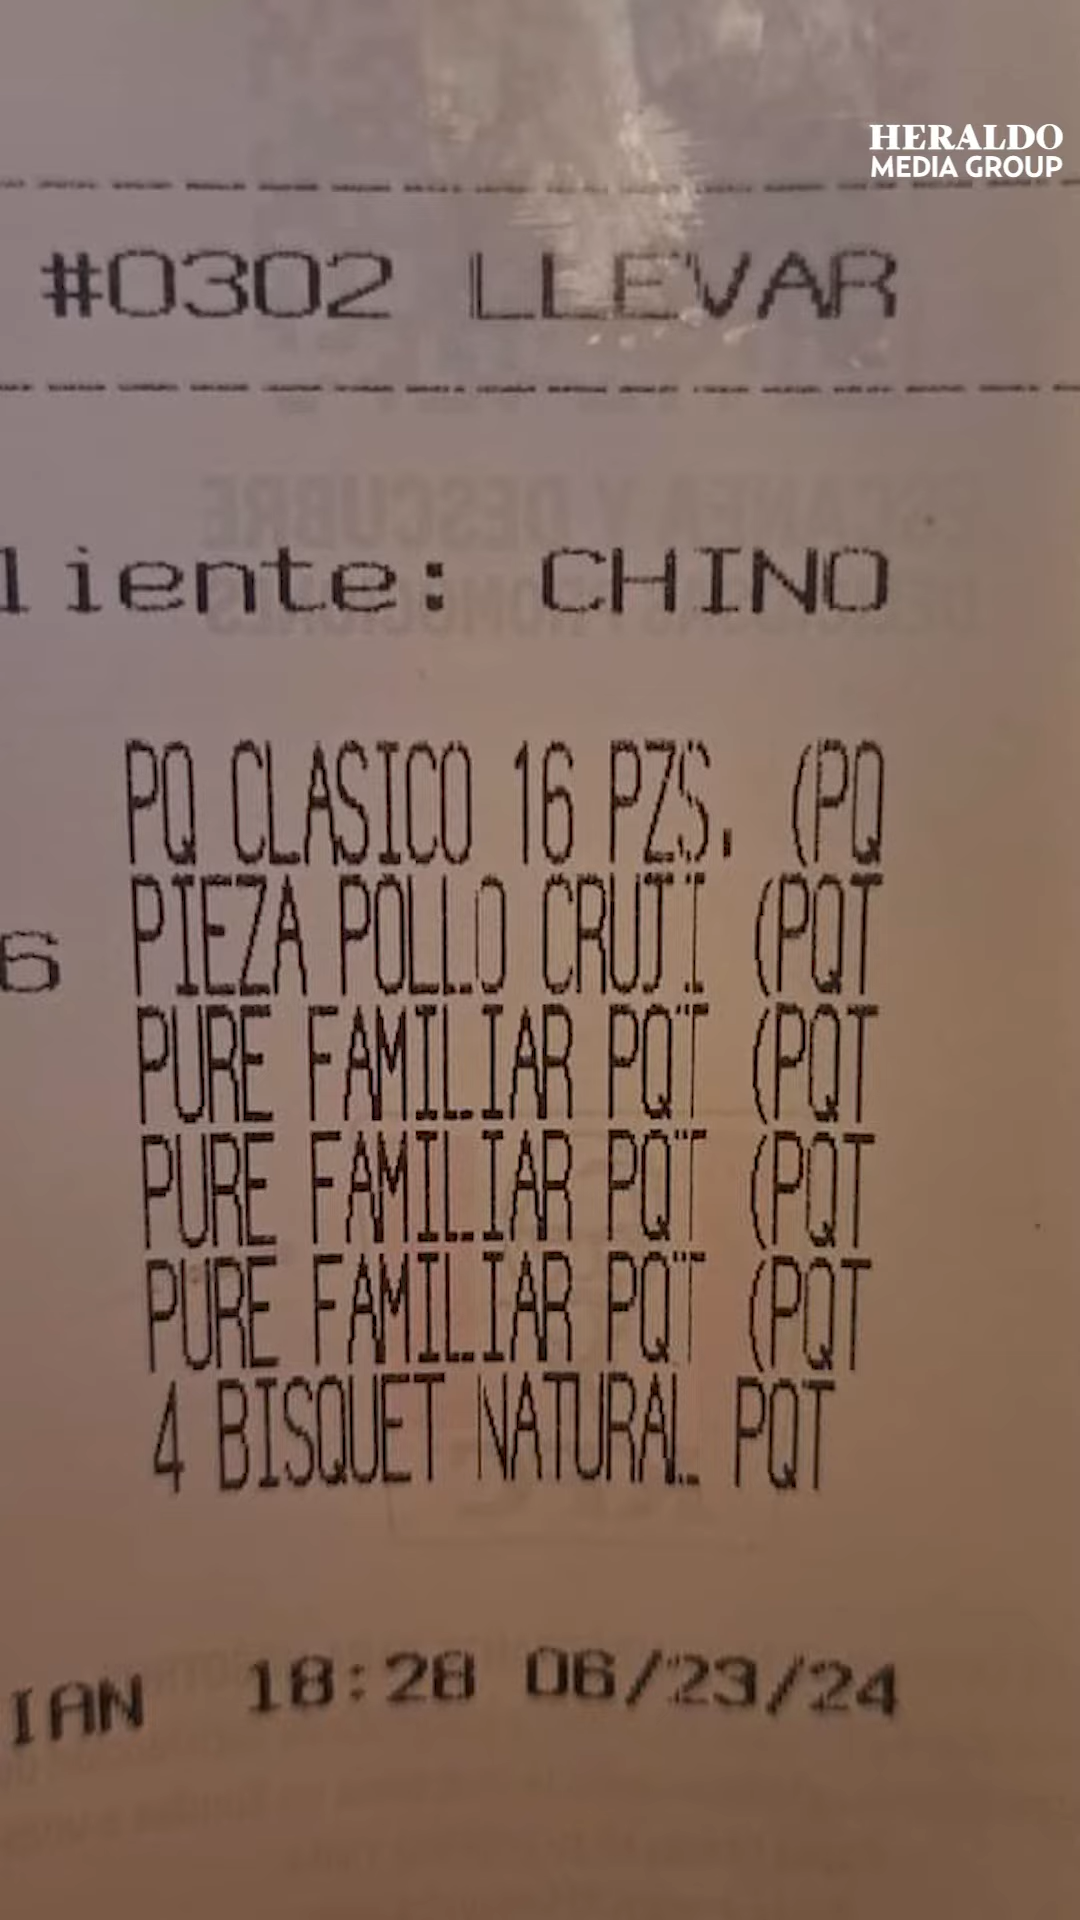 HERALDO
MEDIA GROUP
#0302 LLEVAR
ESCANEA Y DESCUBRE
liente: CHINO
PQ CLASICO 16 PZS. (PQ
6 PIEZA POLLO CRUJI (PQT
PURE FAMILIAR PQT (PQT
PURE FAMILIAR PQT (PQT
PURE FAMILIAR PQT (PQT
4 BISQUET NATURAL PQT
IAN 18:28 06/23/24